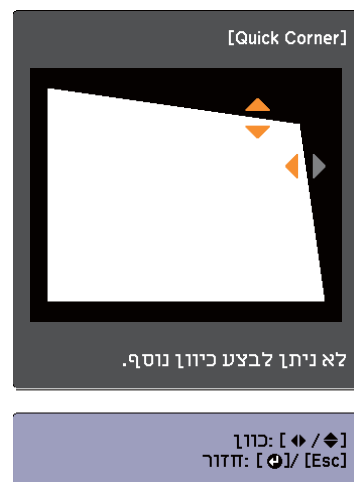 [Quick Corner]
לא ניתן לבצע כיוון נוסף.
[◆ / ◆] :כוון
[Esc] /[⏎] :חזור